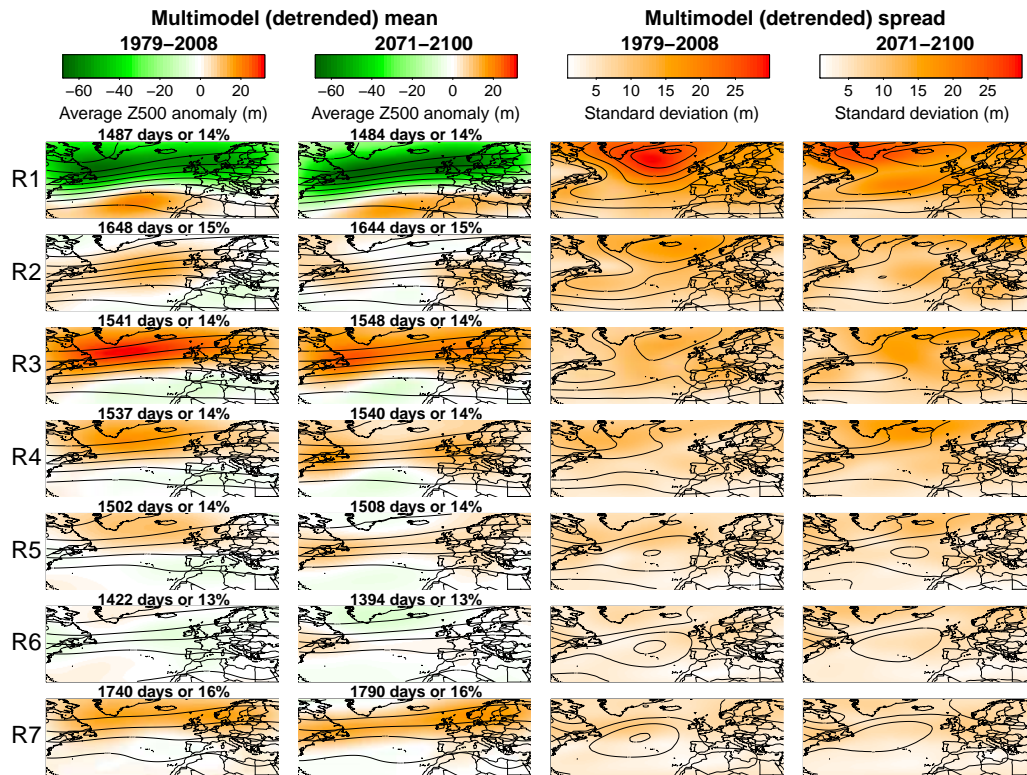 Multimodel (detrended) mean
Multimodel (detrended) spread
1979−2008
2071−2100
1979−2008
2071−2100
−60 −40 −20 0 20
−60 −40 −20 0 20
5 10 15 20 25
5 10 15 20 25
Average Z500 anomaly (m)
Average Z500 anomaly (m)
Standard deviation (m)
Standard deviation (m)
1487 days or 14%
1484 days or 14%
R1
1648 days or 15%
1644 days or 15%
R2
1541 days or 14%
1548 days or 14%
R3
1537 days or 14%
1540 days or 14%
R4
1502 days or 14%
1508 days or 14%
R5
1422 days or 13%
1394 days or 13%
R6
1740 days or 16%
1790 days or 16%
R7